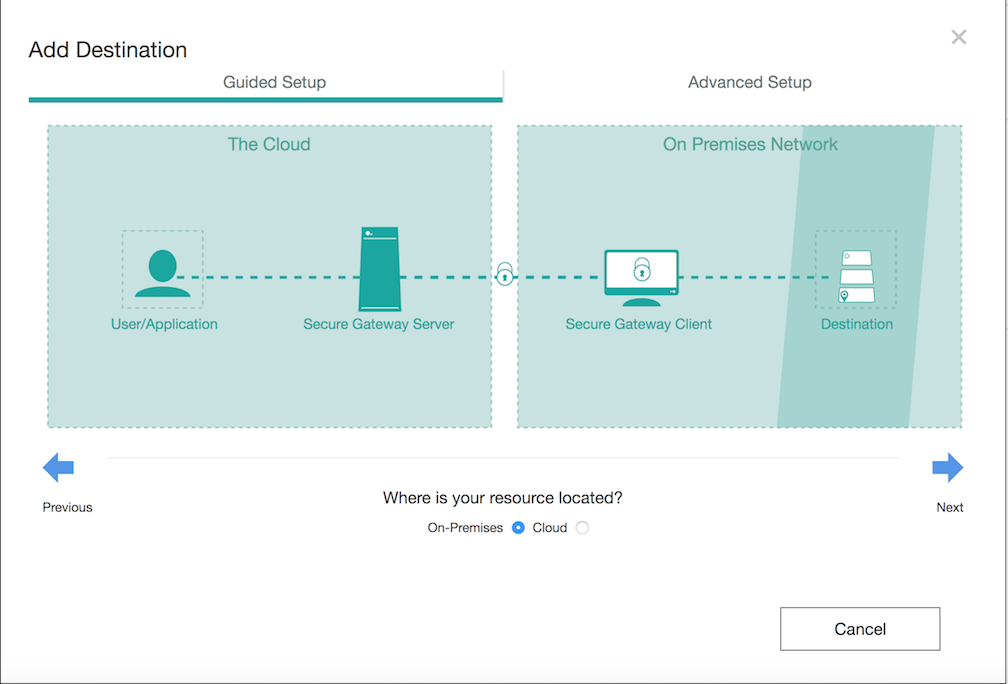 Add Destination
Guided Setup
Advanced Setup
The Cloud
On Premises Network
User/Application
Secure Gateway Server
Secure Gateway Client
Destination
Previous
Next
Where is your resource located?
On-Premises Cloud
Cancel